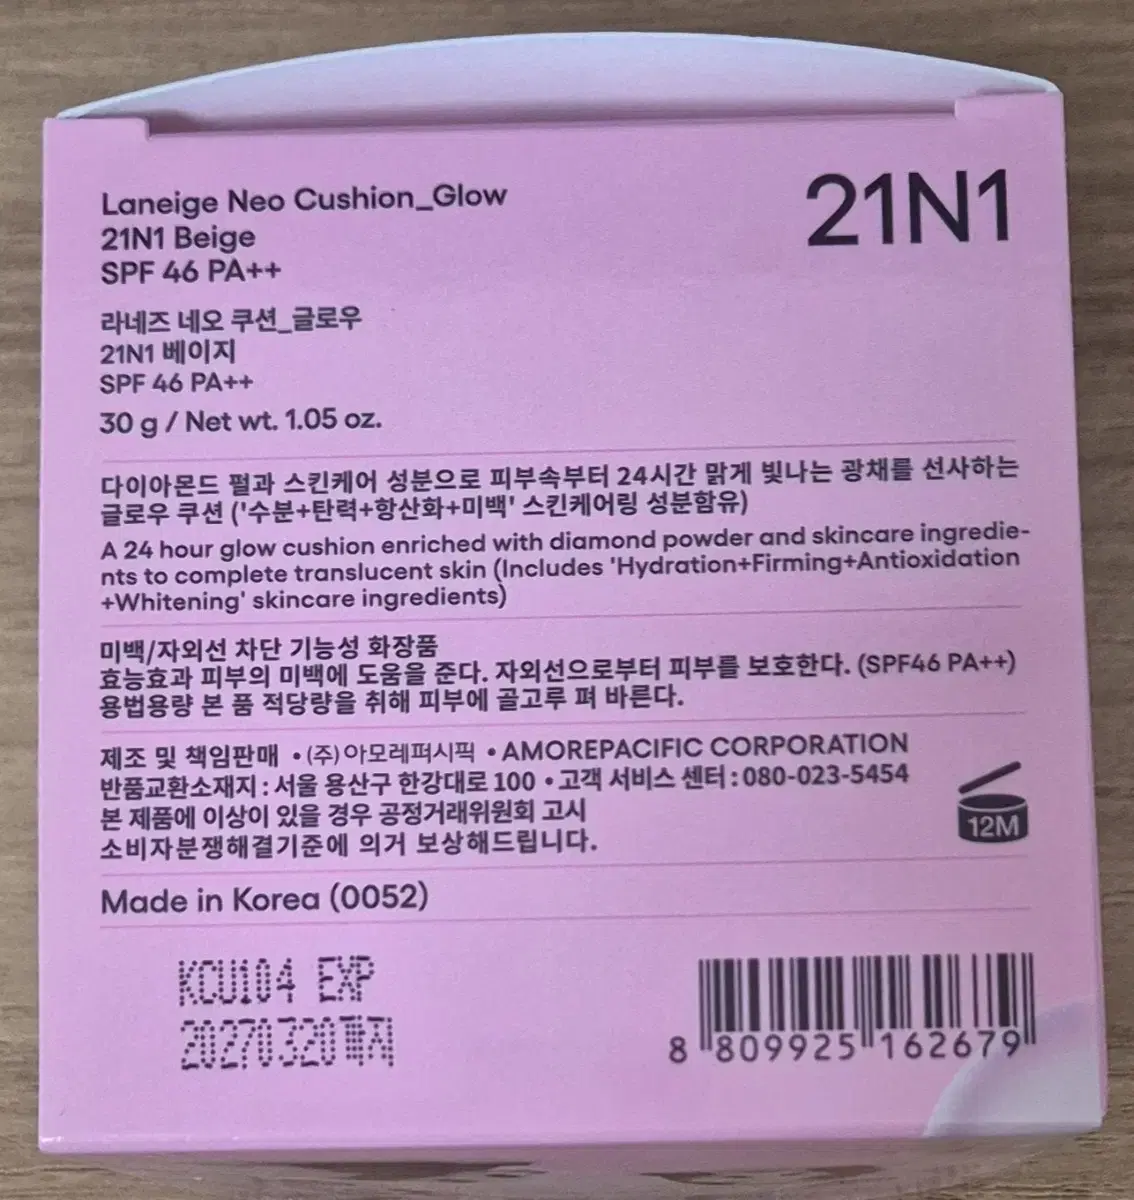 Laneige Neo Cushion_Glow
21N1 Beige
SPF 46 PA++
21N1
라네즈 네오 쿠션_글로우
21N1 베이지
SPF 46 PA++
30 g / Net wt. 1.05 oz.
다이아몬드 펄과 스킨케어 성분으로 피부속부터 24시간 맑게 빛나는 광채를 선사하는
글로우 쿠션 ('수분+탄력+항산화+미백' 스킨케어링 성분함유)
A 24 hour glow cushion enriched with diamond powder and skincare ingredie-
nts to complete translucent skin (Includes 'Hydration+Firming+Antioxidation
+Whitening' skincare ingredients)
미백/자외선 차단 기능성 화장품
효능효과 피부의 미백에 도움을 준다. 자외선으로부터 피부를 보호한다. (SPF46 PA++)
용법용량 본 품 적당량을 취해 피부에 골고루 펴 바른다.
제조 및 책임판매 • (주)아모레퍼시픽 • AMOREPACIFIC CORPORATION
반품교환소재지 : 서울 용산구 한강대로 100 • 고객 서비스 센터 : 080-023-5454
본 제품에 이상이 있을 경우 공정거래위원회 고시
소비자분쟁해결기준에 의거 보상해드립니다.
12M
Made in Korea (0052)
KCU104 EXP
20270320까지
8 809925 162679